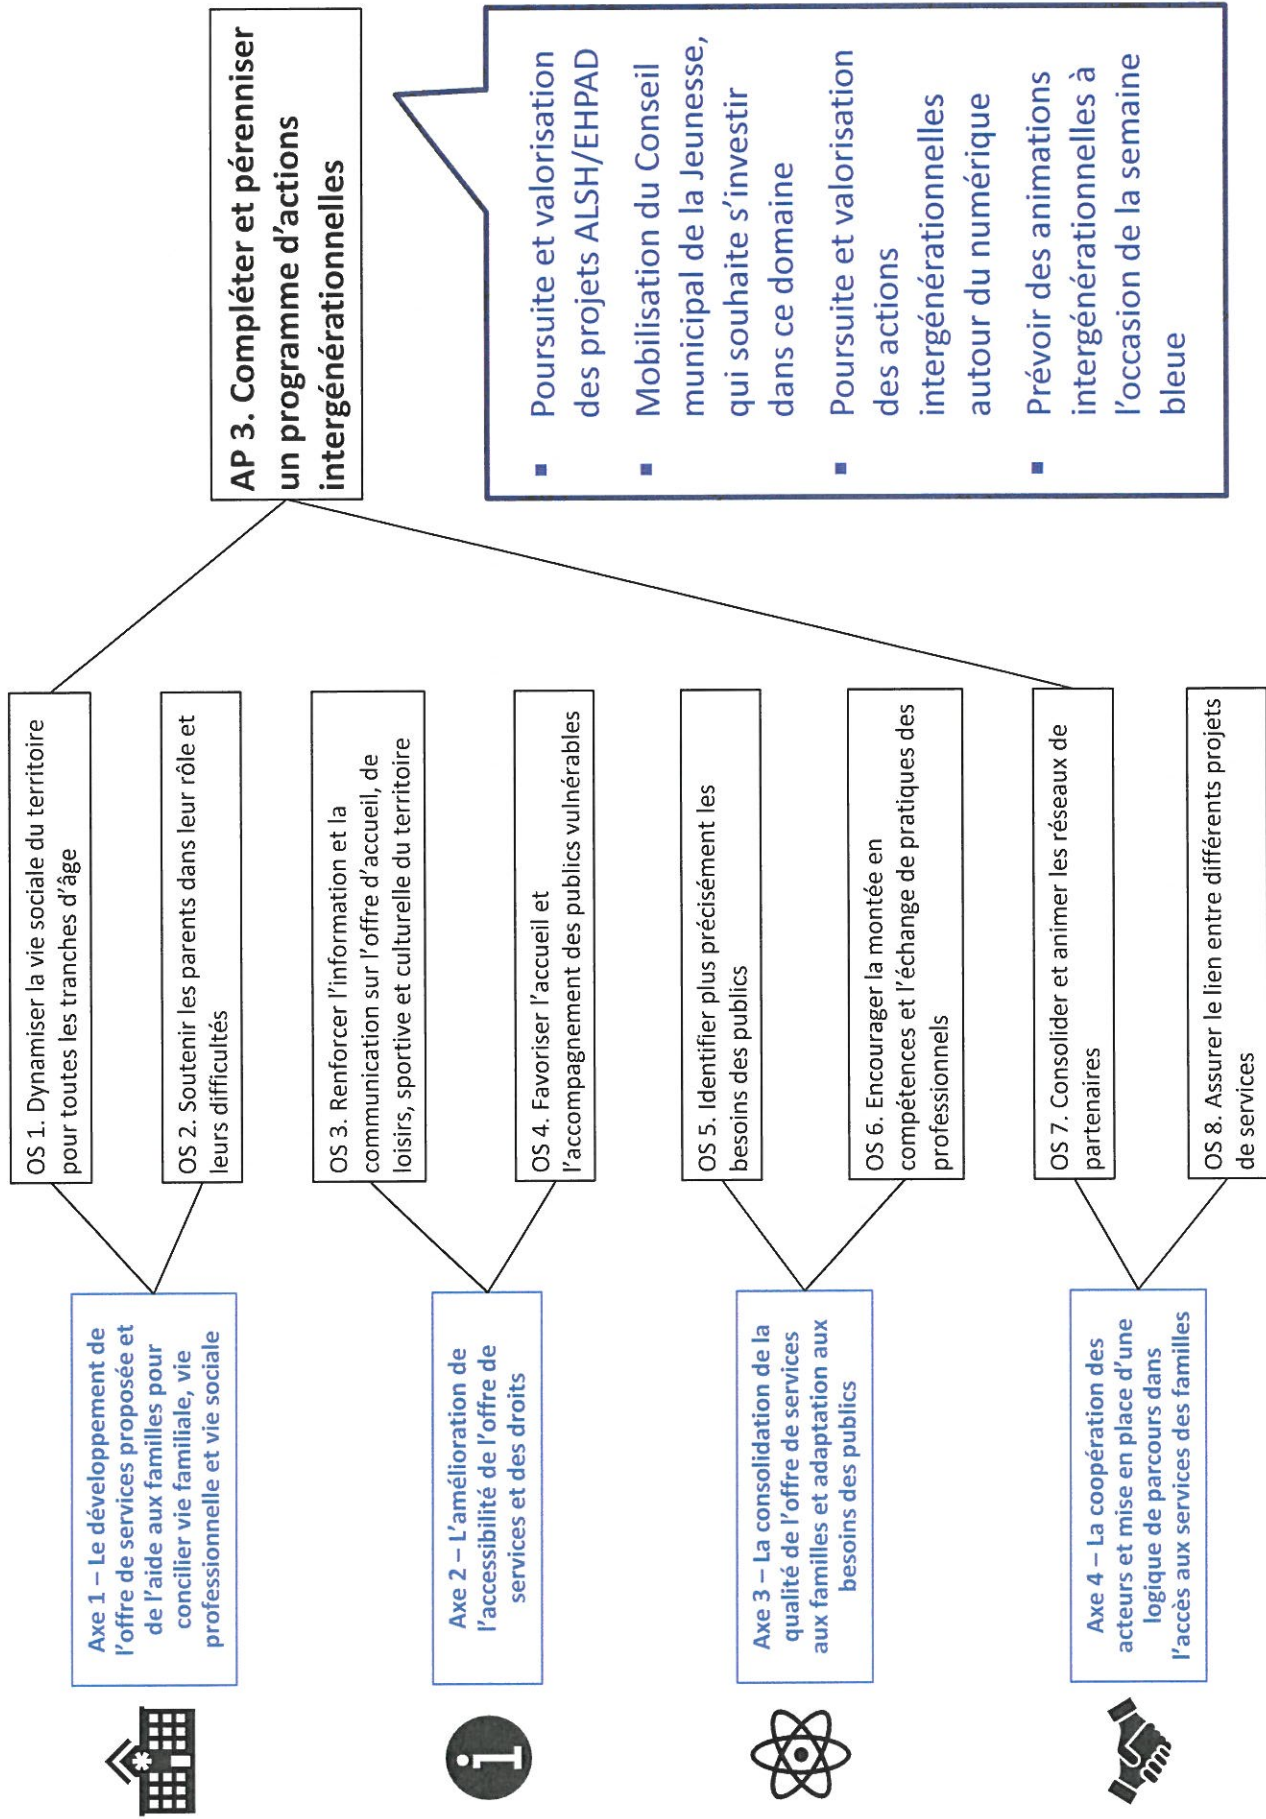 Axe 1 – Le développement de
l'offre de services proposée et
de l'aide aux familles pour
concilier vie familiale, vie
professionnelle et vie sociale
OS 1. Dynamiser la vie sociale du territoire
pour toutes les tranches d'âge
OS 2. Soutenir les parents dans leur rôle et
leurs difficultés
Axe 2 – L'amélioration de
l'accessibilité de l'offre de
services et des droits
OS 3. Renforcer l'information et la
communication sur l'offre d'accueil, de
loisirs, sportive et culturelle du territoire
OS 4. Favoriser l'accueil et
l'accompagnement des publics vulnérables
Axe 3 – La consolidation de la
qualité de l'offre de services
aux familles et adaptation aux
besoins des publics
OS 5. Identifier plus précisément les
besoins des publics
OS 6. Encourager la montée en
compétences et l'échange de pratiques des
professionnels
Axe 4 – La coopération des
acteurs et mise en place d'une
logique de parcours dans
l'accès aux services des familles
OS 7. Consolider et animer les réseaux de
partenaires
OS 8. Assurer le lien entre différents projets
de services
AP 3. Compléter et pérenniser
un programme d'actions
intergénérationnelles
▪ Poursuite et valorisation
des projets ALSH/EHPAD
▪ Mobilisation du Conseil
municipal de la Jeunesse,
qui souhaite s'investir
dans ce domaine
▪ Poursuite et valorisation
des actions
intergénérationnelles
autour du numérique
▪ Prévoir des animations
intergénérationnelles à
l'occasion de la semaine
bleue